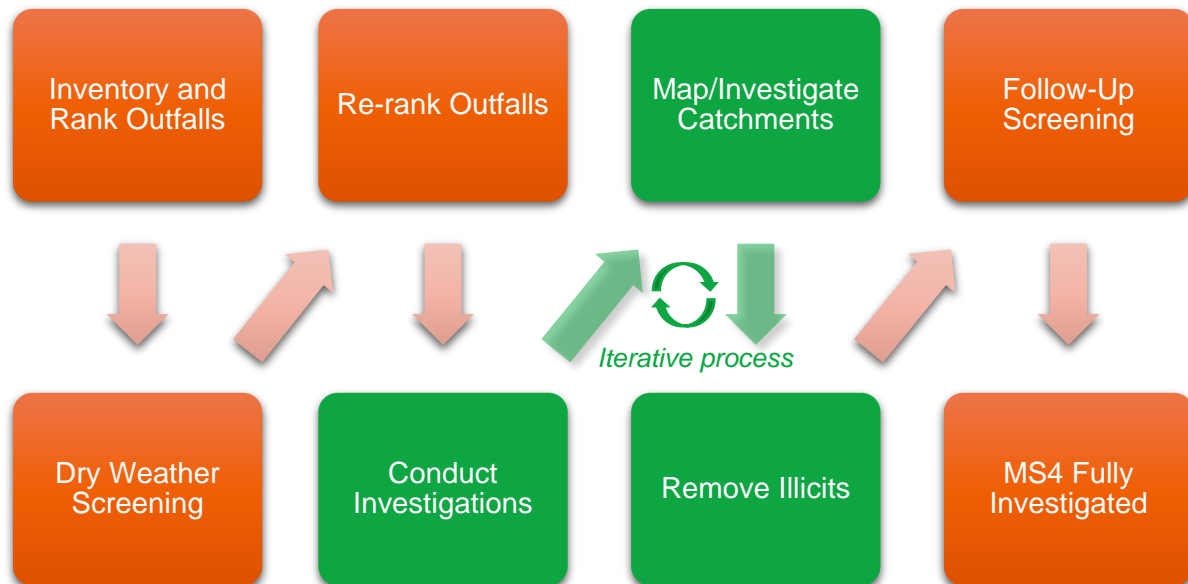 Inventory and
Rank Outfalls
Re-rank Outfalls
Map/Investigate
Catchments
Follow-Up
Screening
Iterative process
Dry Weather
Screening
Conduct
Investigations
Remove Illicits
MS4 Fully
Investigated